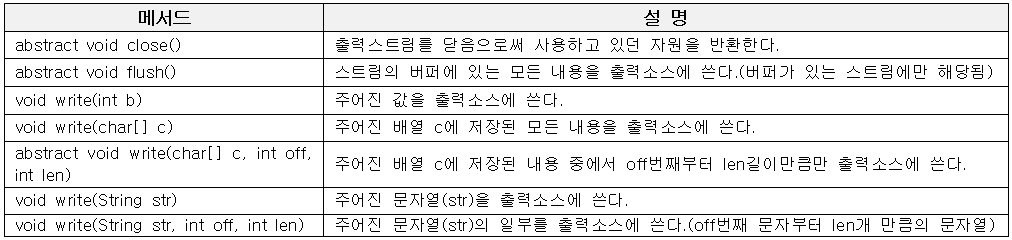 메서드 설 명
abstract void close() 출력스트림를 닫음으로써 사용하고 있던 자원을 반환한다.
abstract void flush() 스트림의 버퍼에 있는 모든 내용을 출력소스에 쓴다.(버퍼가 있는 스트림에만 해당됨)
void write(int b) 주어진 값을 출력소스에 쓴다.
void write(char[] c) 주어진 배열 c에 저장된 모든 내용을 출력소스에 쓴다.
abstract void write(char[] c, int off, int len) 주어진 배열 c에 저장된 내용 중에서 off번째부터 len길이만큼만 출력소스에 쓴다.
void write(String str) 주어진 문자열(str)을 출력소스에 쓴다.
void write(String str, int off, int len) 주어진 문자열(str)의 일부를 출력소스에 쓴다.(off번째 문자부터 len개 만큼의 문자열)